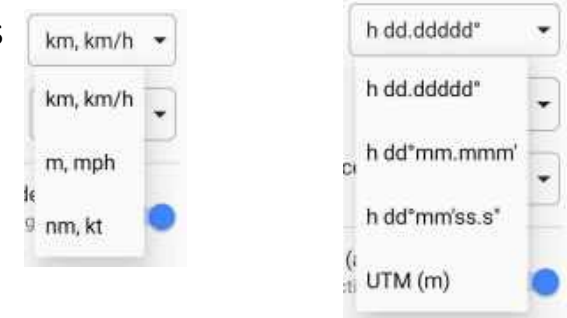 s
km, km/h
km, km/h
m, mph
nm, kt
h dd.ddddd°
h dd.ddddd°
h dd°mm.mmm'
h dd°mm'ss.s"
UTM (m)